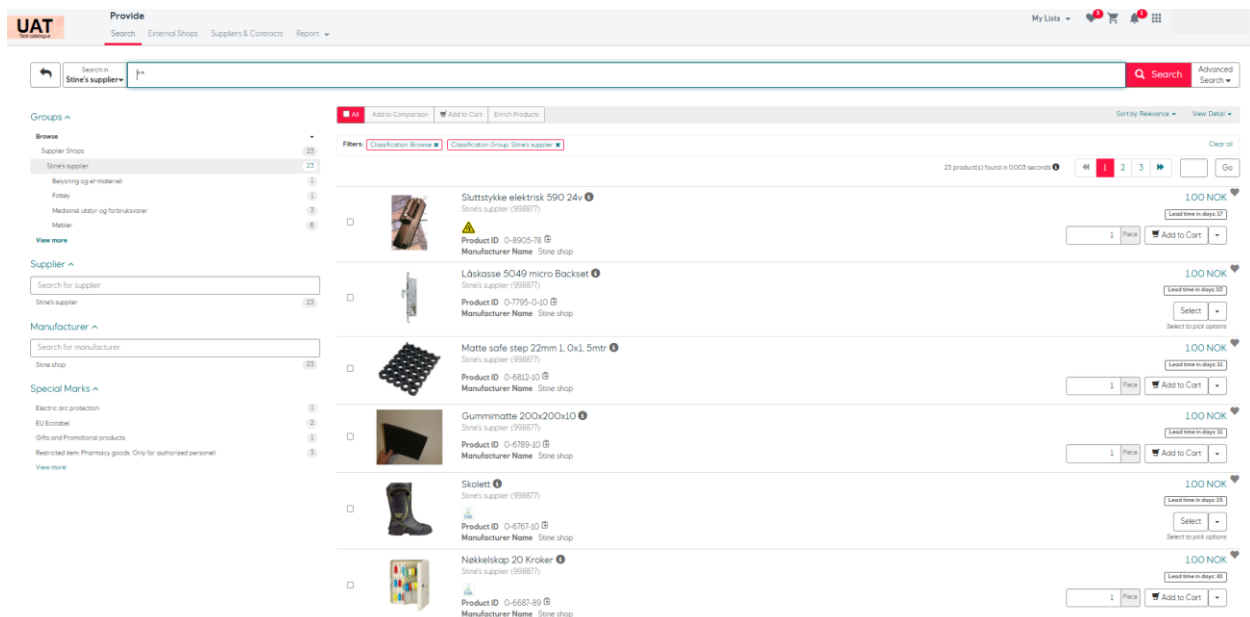 UAT
Test catalogue
Provide
Search External Shops Suppliers & Contracts Report
My Lists
3
1
Search in
Stine's supplier
**
Search
Advanced
Search
Groups
Browse
Supplier Shops 23
Stine's supplier 23
Belysning og el-materiell 1
Fottøy 1
Medisinsk utstyr og forbruksvarer 3
Møbler 6
View more
Supplier
Search for supplier
Stine's supplier 23
Manufacturer
Search for manufacturer
Stine shop 23
Special Marks
Electric arc protection 1
EU Ecolabel 2
Gifts and Promotional products 1
Restricted item: Pharmacy goods. Only for authorised personell. 3
View more
All Add to Comparison Add to Cart Enrich Products Sort by: Relevance View: Detail
Filters: Classification: Browse Classification Group: Stine's supplier Clear all
23 product(s) found in 0.003 seconds 1 2 3 Go
Sluttstykke elektrisk 590 24v 1.00 NOK
Stine's supplier (998877) Lead time in days: 17
1 Piece Add to Cart
Product ID 0-8905-78
Manufacturer Name Stine shop
Låskasse 5049 micro Backset 1.00 NOK
Stine's supplier (998877) Lead time in days: 10
Product ID 0-7795-0-10 Select
Manufacturer Name Stine shop
Select to pick options
Matte safe step 22mm 1, 0x1, 5mtr 1.00 NOK
Stine's supplier (998877) Lead time in days: 11
Product ID 0-6812-10 1 Piece Add to Cart
Manufacturer Name Stine shop
Gummimatte 200x200x10 1.00 NOK
Stine's supplier (998877) Lead time in days: 11
Product ID 0-6789-10 1 Piece Add to Cart
Manufacturer Name Stine shop
Skolett 1.00 NOK
Stine's supplier (998877) Lead time in days: 15
Select
Product ID 0-6767-10
Manufacturer Name Stine shop Select to pick options
Nøkkelskap 20 Kroker 1.00 NOK
Stine's supplier (998877) Lead time in days: 41
1 Piece Add to Cart
Product ID 0-6687-89
Manufacturer Name Stine shop